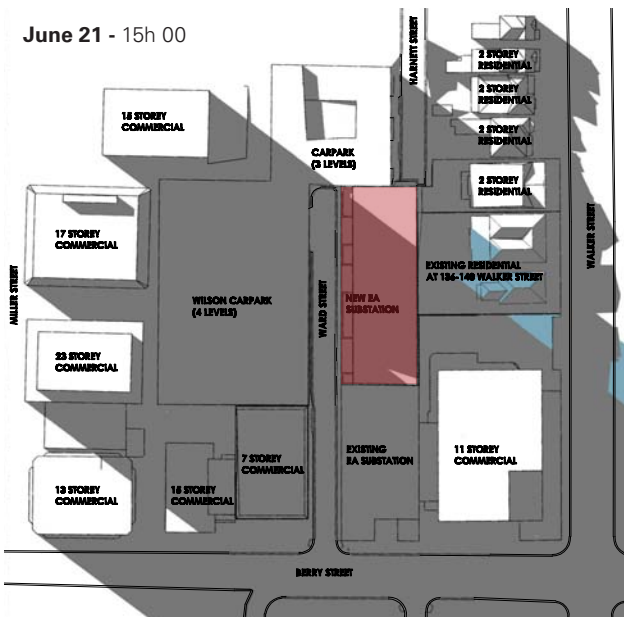 June 21 - 15h 00
HARNETT STREET
2 STOREY
RESIDENTIAL
2 STOREY
RESIDENTIAL
2 STOREY
RESIDENTIAL
2 STOREY
RESIDENTIAL
15 STOREY
COMMERCIAL
CARPARK
(3 LEVELS)
17 STOREY
COMMERCIAL
MILLER STREET
WILSON CARPARK
(4 LEVELS)
WARD STREET
NEW EA
SUBSTATION
EXISTING RESIDENTIAL
AT 136-140 WALKER STREET
WALKER STREET
23 STOREY
COMMERCIAL
13 STOREY
COMMERCIAL
15 STOREY
COMMERCIAL
7 STOREY
COMMERCIAL
EXISTING
EA SUBSTATION
11 STOREY
COMMERCIAL
BERRY STREET